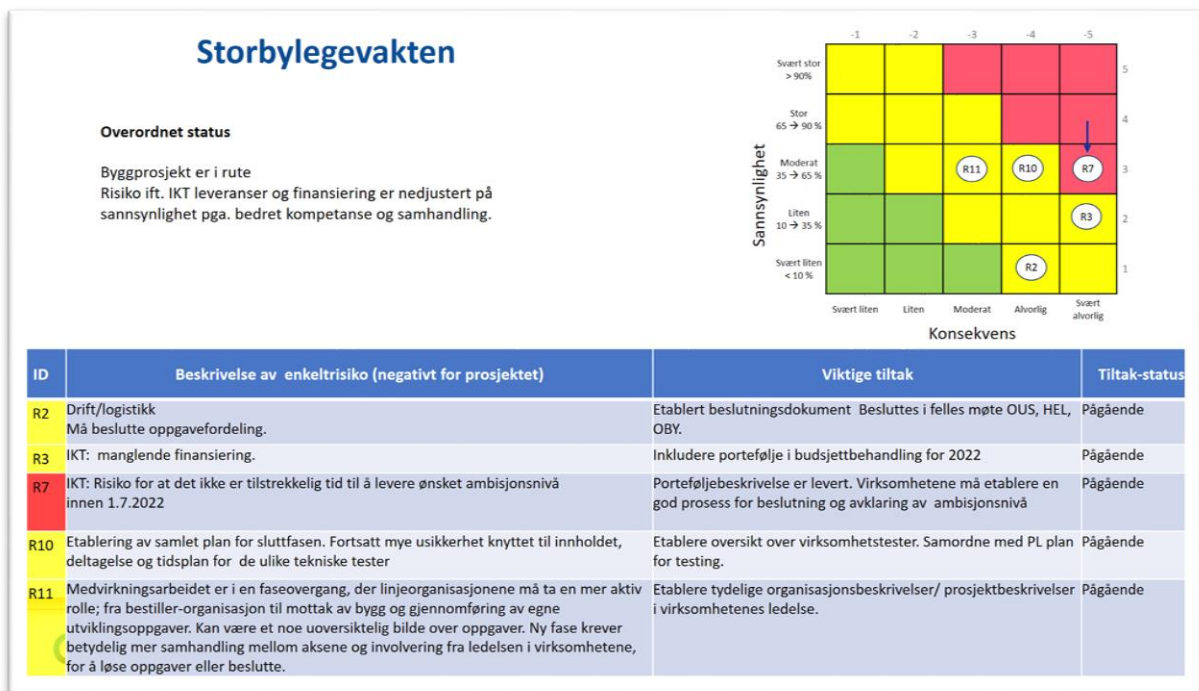 Storbylegevakten
Overordnet status
Byggprosjekt er i rute
Risiko ift. IKT leveranser og finansiering er nedjustert på
sannsynlighet pga. bedret kompetanse og samhandling.
-1 -2 -3 -4 -5
Sannsynlighet
Svært stor
> 90%
5
Stor
65 → 90 %
4
Moderat
35 → 65 %
R11 R10 R7
3
Liten
10 → 35 %
R3
2
Svært liten
< 10 %
R2
1
Svært liten Liten Moderat Alvorlig Svært
alvorlig
Konsekvens
ID Beskrivelse av enkeltrisiko (negativt for prosjektet) Viktige tiltak Tiltak-status
R2 Drift/logistikk
Må beslutte oppgavefordeling.
Etablert beslutningsdokument Besluttes i felles møte OUS, HEL,
OBY.
Pågående
R3 IKT: manglende finansiering.
Inkludere portefølje i budsjettbehandling for 2022
Pågående
R7 IKT: Risiko for at det ikke er tilstrekkelig tid til å levere ønsket ambisjonsnivå
innen 1.7.2022
Porteføljebeskrivelse er levert. Virksomhetene må etablere en
god prosess for beslutning og avklaring av ambisjonsnivå
Pågående
R10 Etablering av samlet plan for sluttfasen. Fortsatt mye usikkerhet knyttet til innholdet,
deltagelse og tidsplan for de ulike tekniske tester
Etablere oversikt over virksomhetstester. Samordne med PL plan
for testing.
Pågående
R11 Medvirkningsarbeidet er i en faseovergang, der linjeorganisasjonene må ta en mer aktiv
rolle; fra bestiller-organisasjon til mottak av bygg og gjennomføring av egne
utviklingsoppgaver. Kan være et noe uoversiktelig bilde over oppgaver. Ny fase krever
betydelig mer samhandling mellom aksene og involvering fra ledelsen i virksomhetene,
for å løse oppgaver eller beslutte.
Etablere tydelige organisasjonsbeskrivelser/ prosjektbeskrivelser
i virksomhetenes ledelse.
Pågående